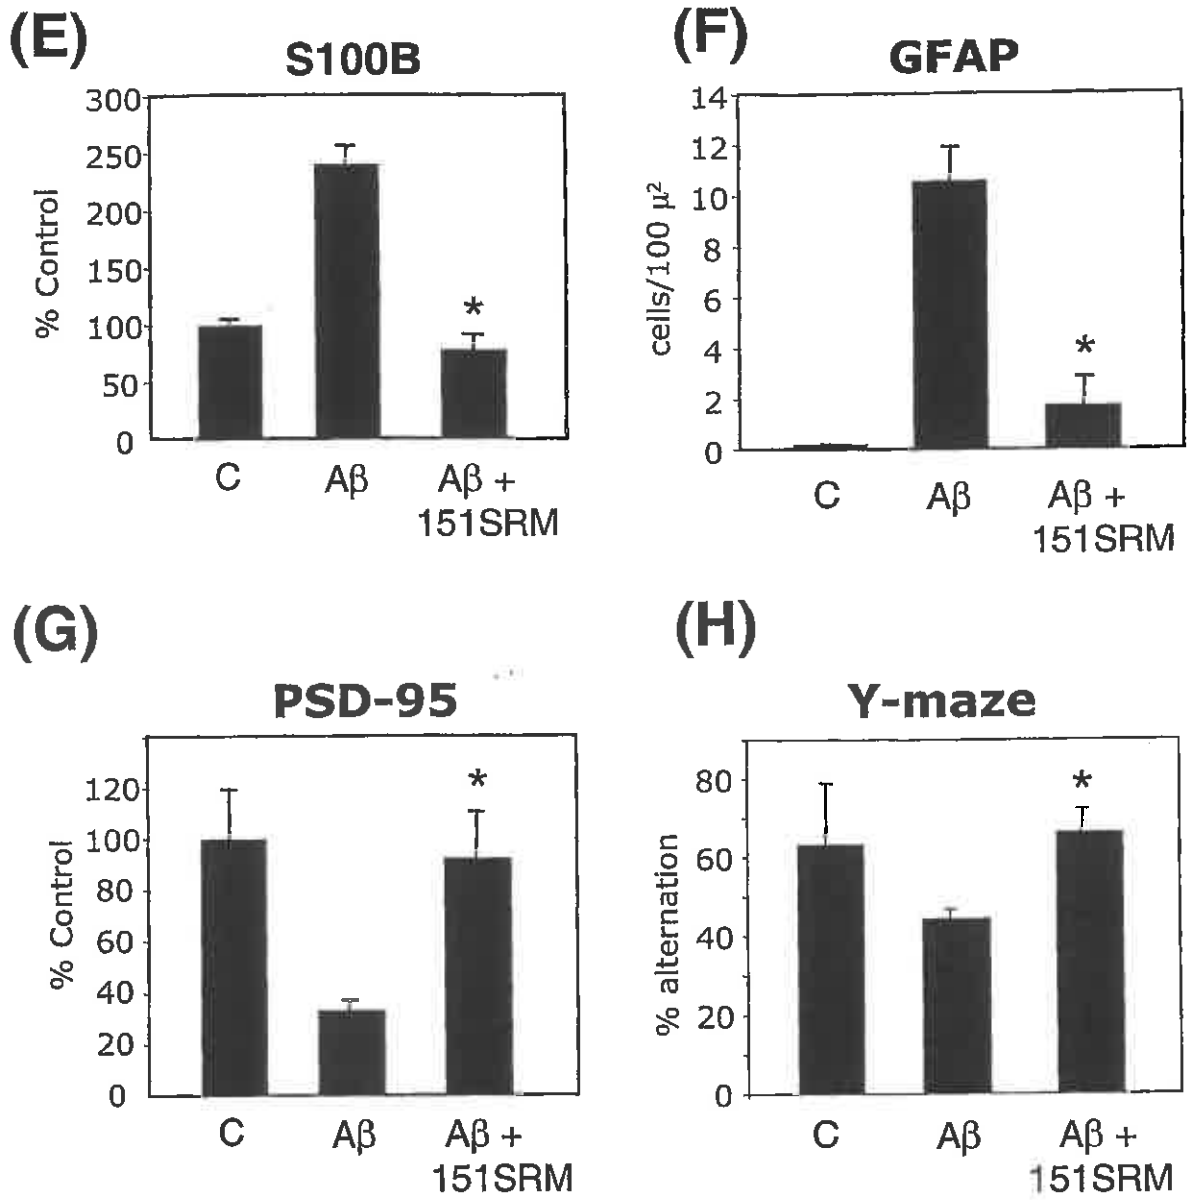 (E)
S100B
300
250
200
150
100
50
0
% Control
*
C
Aβ
Aβ +
151SRM
(F)
GFAP
14
12
10
8
6
4
2
0
cells/100 μ²
*
C
Aβ
Aβ +
151SRM
(G)
PSD-95
120
100
80
60
40
20
0
% Control
*
C
Aβ
Aβ +
151SRM
(H)
Y-maze
80
60
40
20
0
% alternation
*
C
Aβ
Aβ +
151SRM